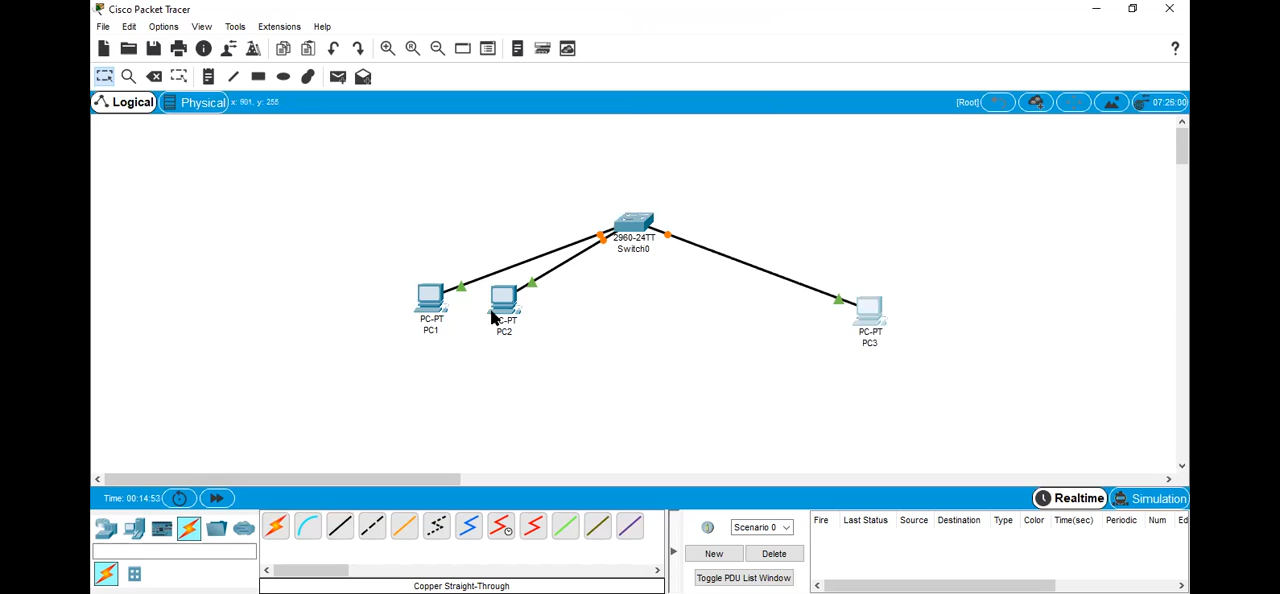 Cisco Packet Tracer
File Edit Options View Tools Extensions Help
?
Logical Physical x: 901, y: 255 [Root] 07:26:00
2960-24TT
Switch0
PC-PT
PC1
C-PT
PC2
PC-PT
PC3
Time: 00:14:53 Realtime Simulation
Scenario 0
New Delete
Toggle PDU List Window
Fire Last Status Source Destination Type Color Time(sec) Periodic Num Ed
Copper Straight-Through